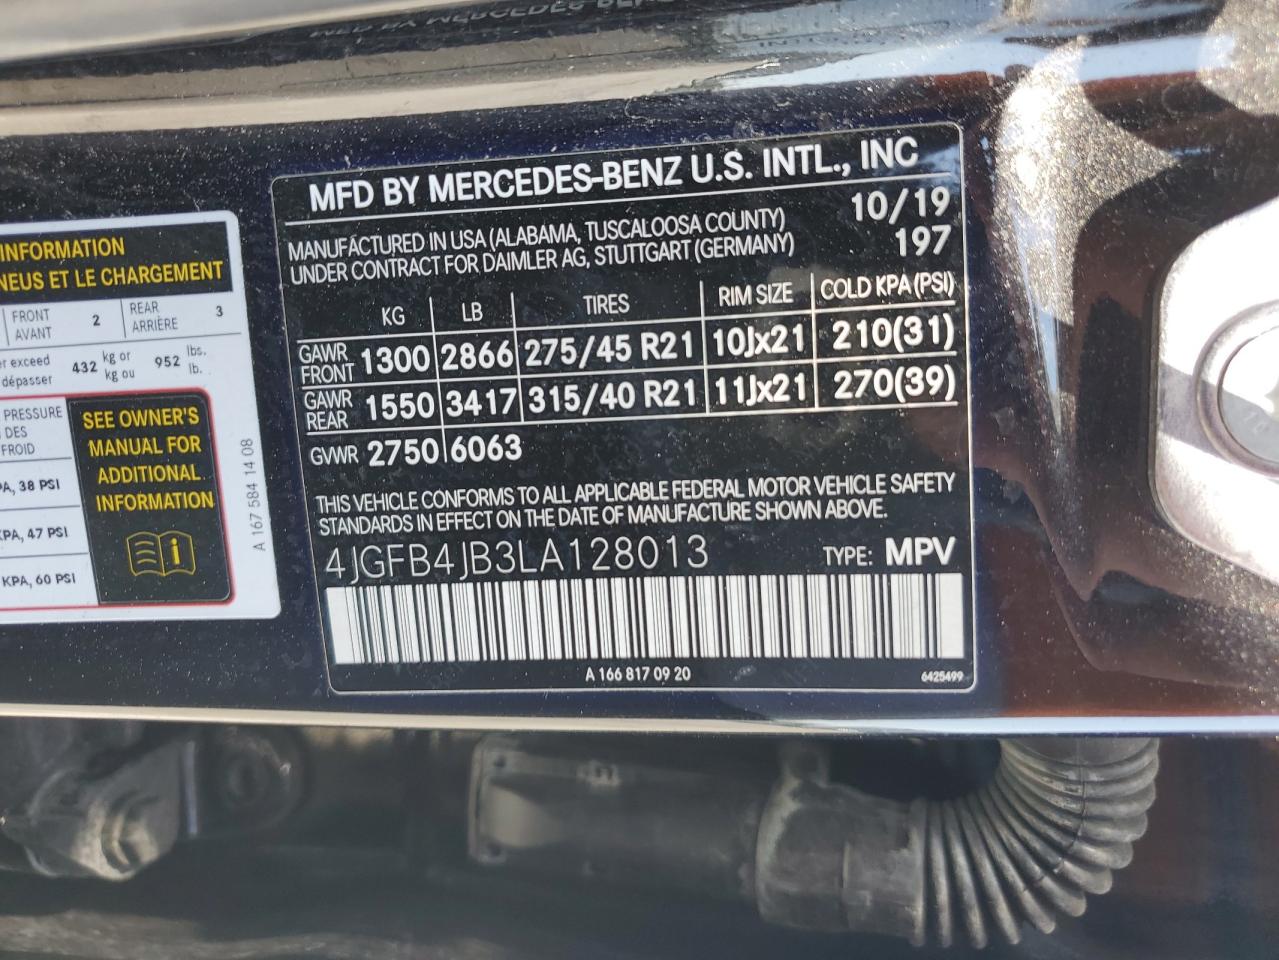 MFD BY MERCEDES-BENZ U.S. INTL., INC
10/19
MANUFACTURED IN USA (ALABAMA, TUSCALOOSA COUNTY)
UNDER CONTRACT FOR DAIMLER AG, STUTTGART (GERMANY)
197
KG LB TIRES RIM SIZE COLD KPA (PSI)
GAWR FRONT 1300 2866 275/45 R21 10Jx21 210(31)
GAWR REAR 1550 3417 315/40 R21 11Jx21 270(39)
GVWR 2750 6063
THIS VEHICLE CONFORMS TO ALL APPLICABLE FEDERAL MOTOR VEHICLE SAFETY
STANDARDS IN EFFECT ON THE DATE OF MANUFACTURE SHOWN ABOVE.
4JGFB4JB3LA128013 TYPE: MPV
A 166 817 09 20
6425499
INFORMATION
NEUS ET LE CHARGEMENT
FRONT AVANT 2 REAR ARRIÈRE 3
er exceed
dépasser 432 kg or kg ou 952 lbs. lb.
PRESSURE
DES
FROID
PA, 38 PSI
KPA, 47 PSI
KPA, 60 PSI
SEE OWNER'S
MANUAL FOR
ADDITIONAL
INFORMATION
A 167 584 14 08